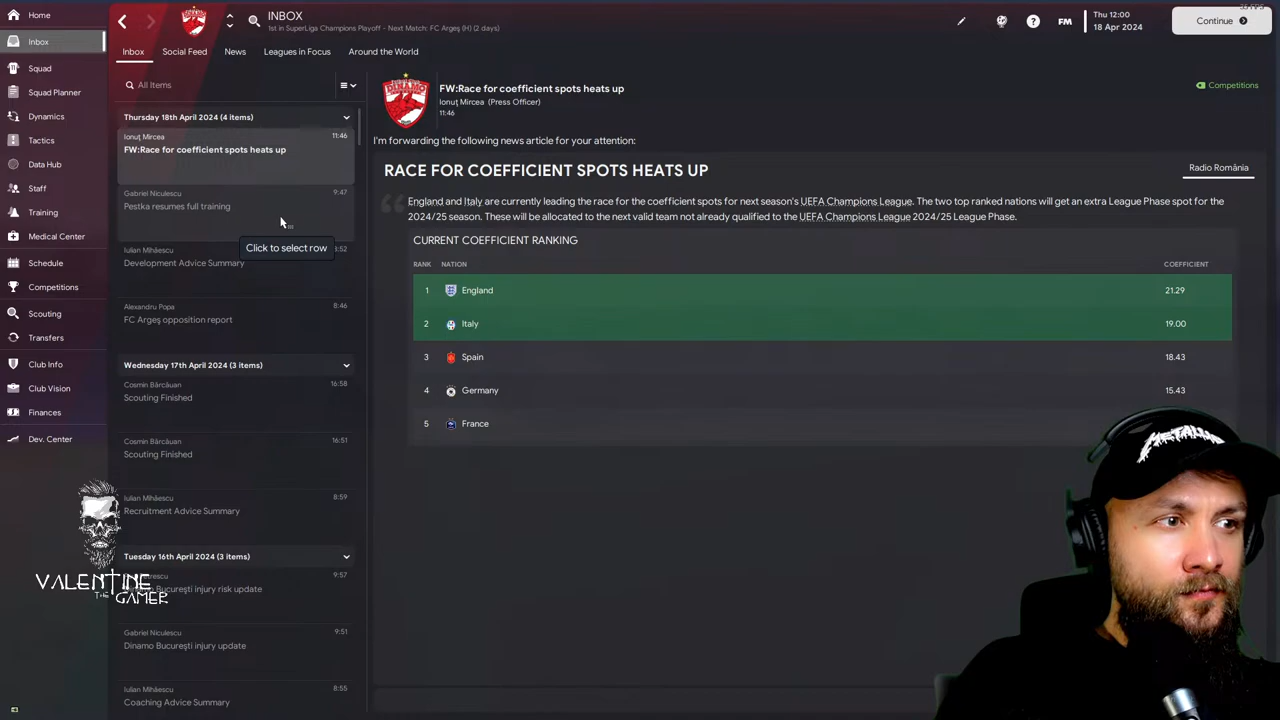 Home
Inbox
Squad
Squad Planner
Dynamics
Tactics
Data Hub
Staff
Training
Medical Center
Schedule
Competitions
Scouting
Transfers
Club Info
Club Vision
Finances
Dev. Center
INBOX
1st in SuperLiga Champions Playoff - Next Match: FC Argeș (H) (2 days)
FM
Thu 12:00
18 Apr 2024
Continue
Inbox
Social Feed
News
Leagues in Focus
Around the World
All Items
Thursday 18th April 2024 (4 items)
Ionuț Mircea
11:46
FW:Race for coefficient spots heats up
Gabriel Niculescu
9:47
Pestka resumes full training
Click to select row
Iulian Mihăescu
8:52
Development Advice Summary
Alexandru Popa
8:46
FC Argeș opposition report
Wednesday 17th April 2024 (3 items)
Cosmin Bărcăuan
16:58
Scouting Finished
Cosmin Bărcăuan
16:51
Scouting Finished
Iulian Mihăescu
8:59
Recruitment Advice Summary
Tuesday 16th April 2024 (3 items)
9:57
București injury risk update
Gabriel Niculescu
9:51
Dinamo București injury update
Iulian Mihăescu
8:55
Coaching Advice Summary
DINAMO
FW:Race for coefficient spots heats up
Ionuț Mircea (Press Officer)
11:46
Competitions
I'm forwarding the following news article for your attention:
RACE FOR COEFFICIENT SPOTS HEATS UP
Radio România
England and Italy are currently leading the race for the coefficient spots for next season's UEFA Champions League. The two top ranked nations will get an extra League Phase spot for the
2024/25 season. These will be allocated to the next valid team not already qualified to the UEFA Champions League 2024/25 League Phase.
CURRENT COEFFICIENT RANKING
RANK NATION COEFFICIENT
1 England 21.29
2 Italy 19.00
3 Spain 18.43
4 Germany 15.43
5 France
VALENTINE
THE GAMER
METALLICA